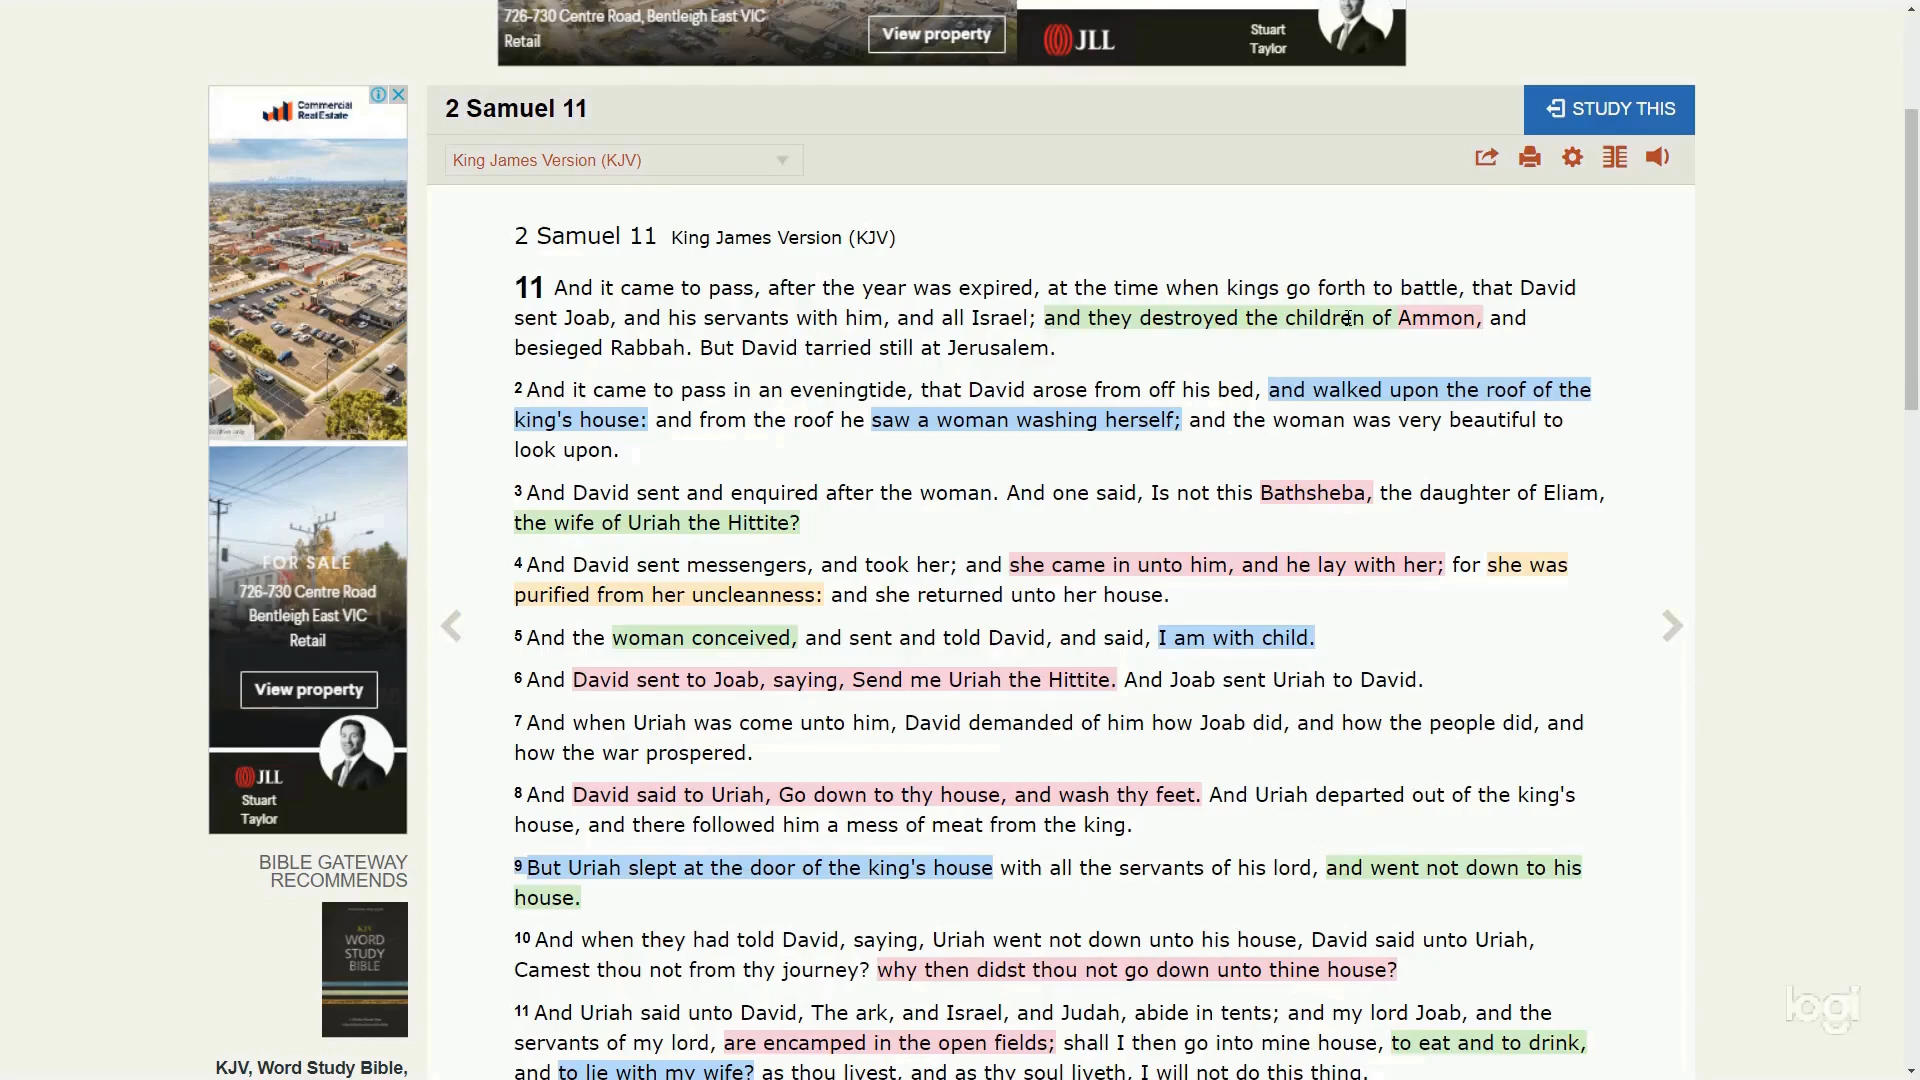 726-730 Centre Road, Bentleigh East VIC
Retail
View property
JLL
Stuart
Taylor
Commercial
RealEstate
FOR SALE
726-730 Centre Road
Bentleigh East VIC
Retail
View property
JLL
Stuart
Taylor
BIBLE GATEWAY
RECOMMENDS
KJV
WORD
STUDY
BIBLE
KJV, Word Study Bible,
2 Samuel 11
STUDY THIS
King James Version (KJV)
2 Samuel 11 King James Version (KJV)
11 And it came to pass, after the year was expired, at the time when kings go forth to battle, that David
sent Joab, and his servants with him, and all Israel; and they destroyed the children of Ammon, and
besieged Rabbah. But David tarried still at Jerusalem.
2 And it came to pass in an eveningtide, that David arose from off his bed, and walked upon the roof of the
king's house: and from the roof he saw a woman washing herself; and the woman was very beautiful to
look upon.
3 And David sent and enquired after the woman. And one said, Is not this Bathsheba, the daughter of Eliam,
the wife of Uriah the Hittite?
4 And David sent messengers, and took her; and she came in unto him, and he lay with her; for she was
purified from her uncleanness: and she returned unto her house.
5 And the woman conceived, and sent and told David, and said, I am with child.
6 And David sent to Joab, saying, Send me Uriah the Hittite. And Joab sent Uriah to David.
7 And when Uriah was come unto him, David demanded of him how Joab did, and how the people did, and
how the war prospered.
8 And David said to Uriah, Go down to thy house, and wash thy feet. And Uriah departed out of the king's
house, and there followed him a mess of meat from the king.
9 But Uriah slept at the door of the king's house with all the servants of his lord, and went not down to his
house.
10 And when they had told David, saying, Uriah went not down unto his house, David said unto Uriah,
Camest thou not from thy journey? why then didst thou not go down unto thine house?
11 And Uriah said unto David, The ark, and Israel, and Judah, abide in tents; and my lord Joab, and the
servants of my lord, are encamped in the open fields; shall I then go into mine house, to eat and to drink,
and to lie with my wife? as thou livest, and as thy soul liveth, I will not do this thing.
logi